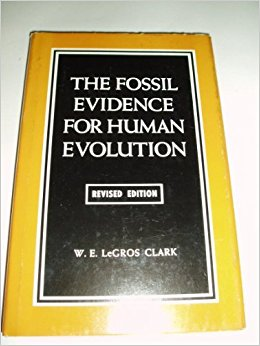 THE FOSSIL
EVIDENCE
FOR HUMAN
EVOLUTION
REVISED EDITION
W. E. LeGROS CLARK